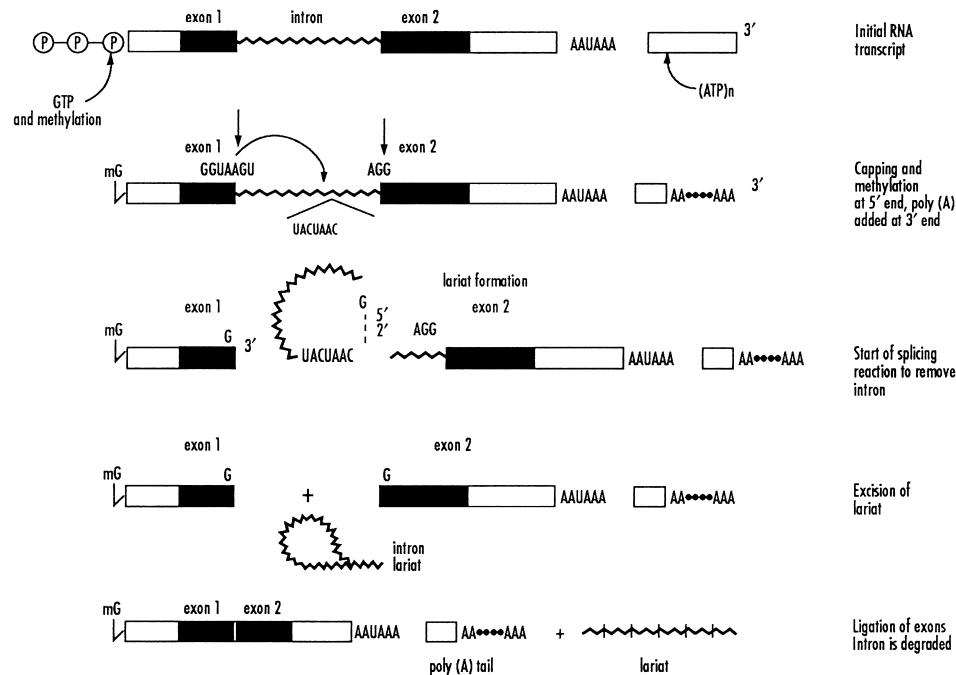 exon 1 intron exon 2
P P P AAUAAA 3′ Initial RNA
transcript
GTP
and methylation
(ATP)n
exon 1 exon 2
mG GGUAAGU AGG Capping and
methylation
at 5′ end, poly (A)
added at 3′ end
AAUAAA AA••••AAA 3′
UACUAAC
lariat formation
exon 1 G 5′ exon 2
mG G 3′ 2′ AGG
UACUAAC AAUAAA AA••••AAA Start of splicing
reaction to remove
intron
exon 1 exon 2
mG G G
+ AAUAAA AA••••AAA Excision of
lariat
intron
lariat
mG exon 1 exon 2
AAUAAA AA••••AAA + Ligation of exons
Intron is degraded
poly (A) tail lariat